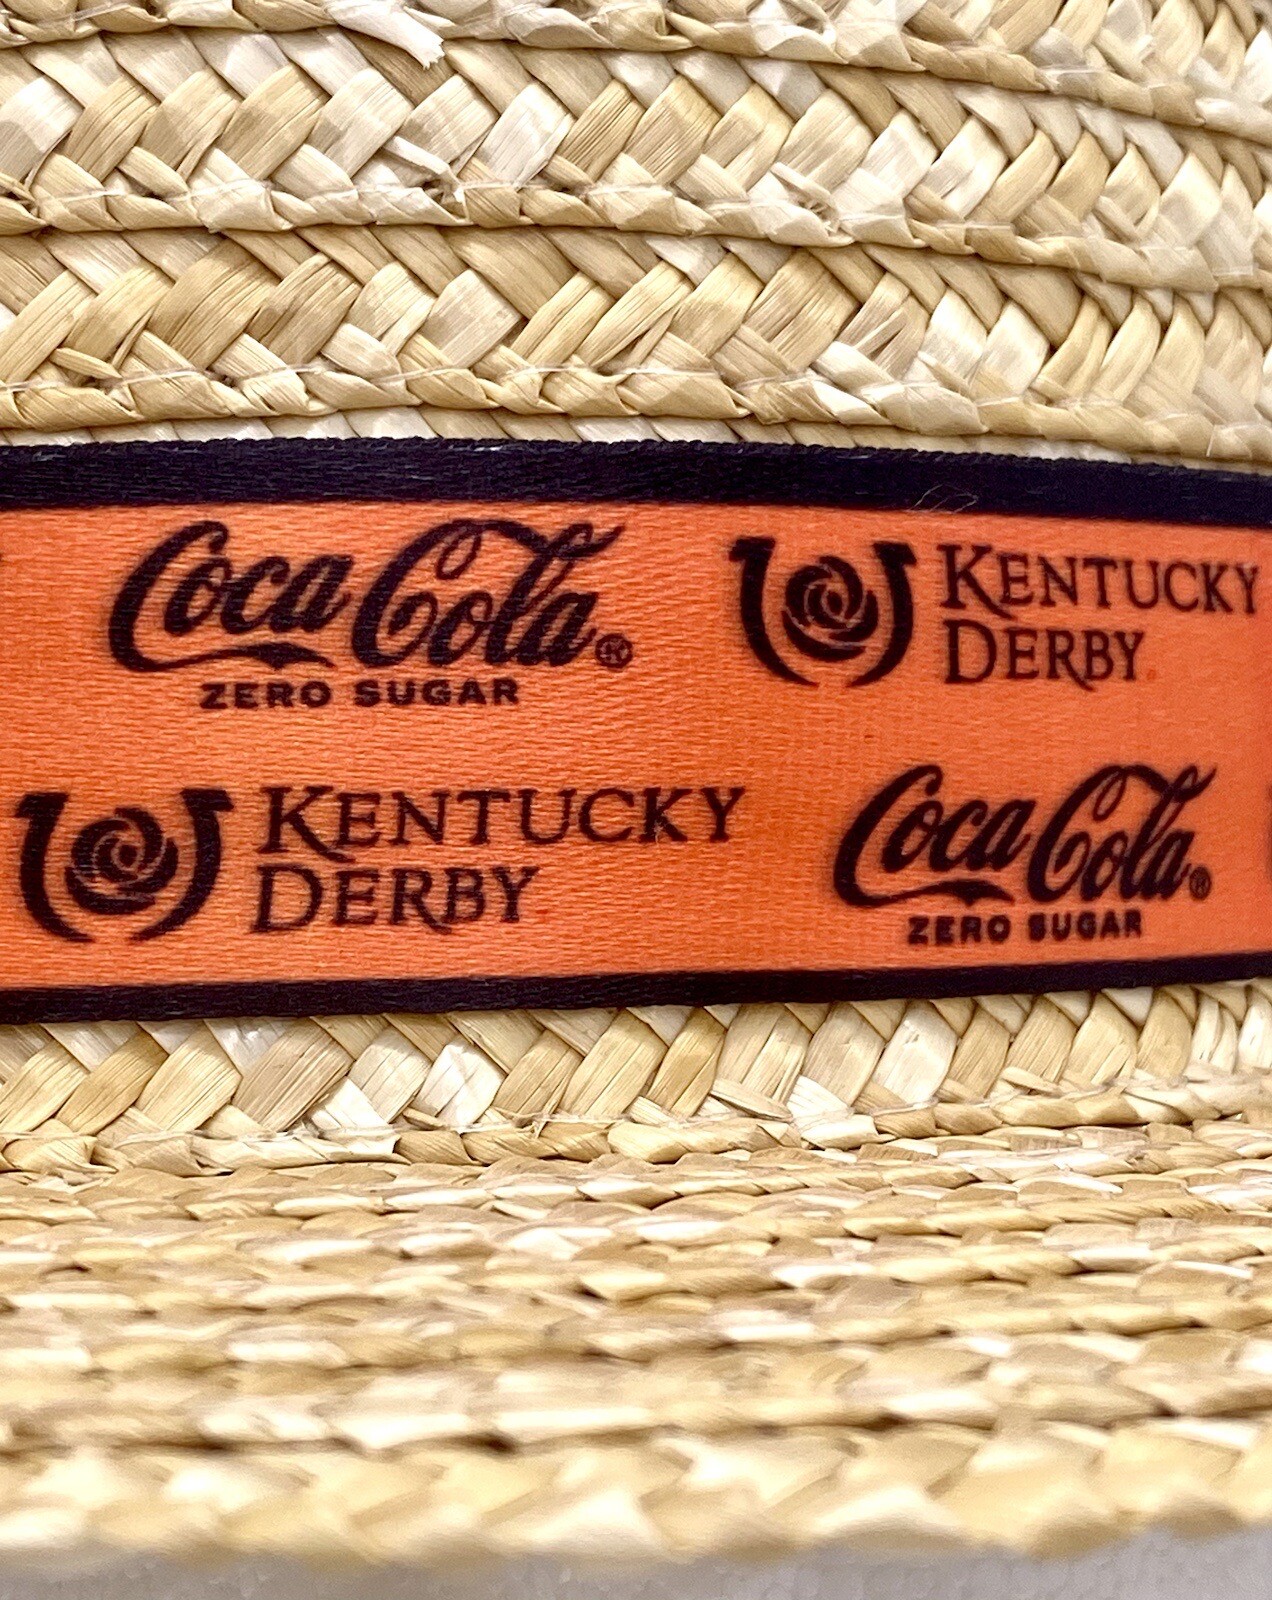 Coca-Cola®
ZERO SUGAR
KENTUCKY
DERBY
KENTUCKY
DERBY
Coca-Cola®
ZERO SUGAR